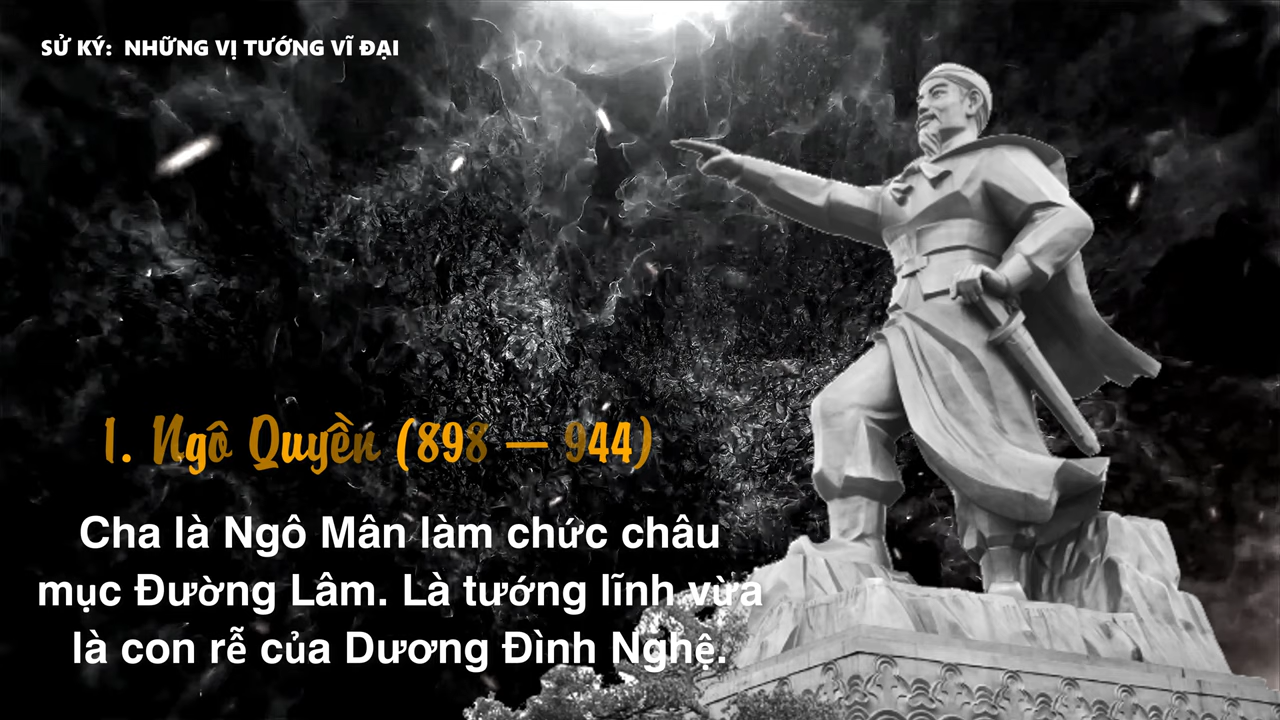 SỬ KÝ: NHỮNG VỊ TƯỚNG VĨ ĐẠI
1. Ngô Quyền (898 – 944)
Cha là Ngô Mân làm chức châu
mục Đường Lâm. Là tướng lĩnh vừa
là con rễ của Dương Đình Nghệ.